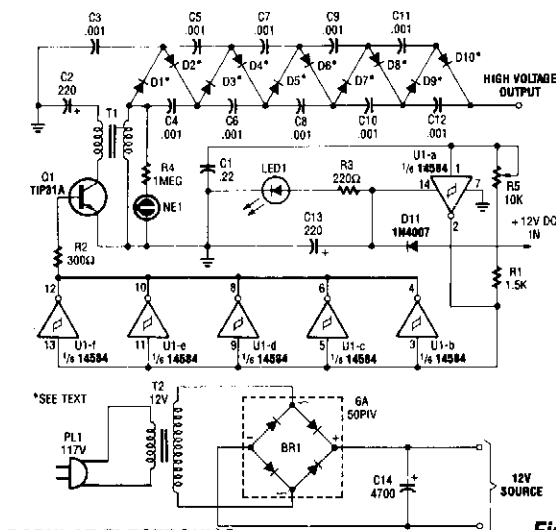 C3
.001
C5
.001
C7
.001
C9
.001
C11
.001
D1*
D2*
D3*
D4*
D5*
D6*
D7*
D8*
D9*
D10*
C4
.001
C6
.001
C8
.001
C10
.001
C12
.001
HIGH VOLTAGE
OUTPUT
C2
220
+
T1
Q1
TIP31A
R4
1MEG
NE1
C1
.22
LED1
R3
220Ω
U1-a
1/6 14584
1
14
7
2
R5
10K
C13
220
+
D11
1N4007
+12V DC
1N
R2
300Ω
R1
1.5K
12
10
8
6
4
U1-f
1/6 14584
13
U1-e
1/6 14584
11
U1-d
1/6 14584
9
U1-c
1/6 14584
5
U1-b
1/6 14584
3
*SEE TEXT
T2
12V
PL1
117V
6A
50PIV
BR1
~
-
+
C14
4700
+
12V
SOURCE